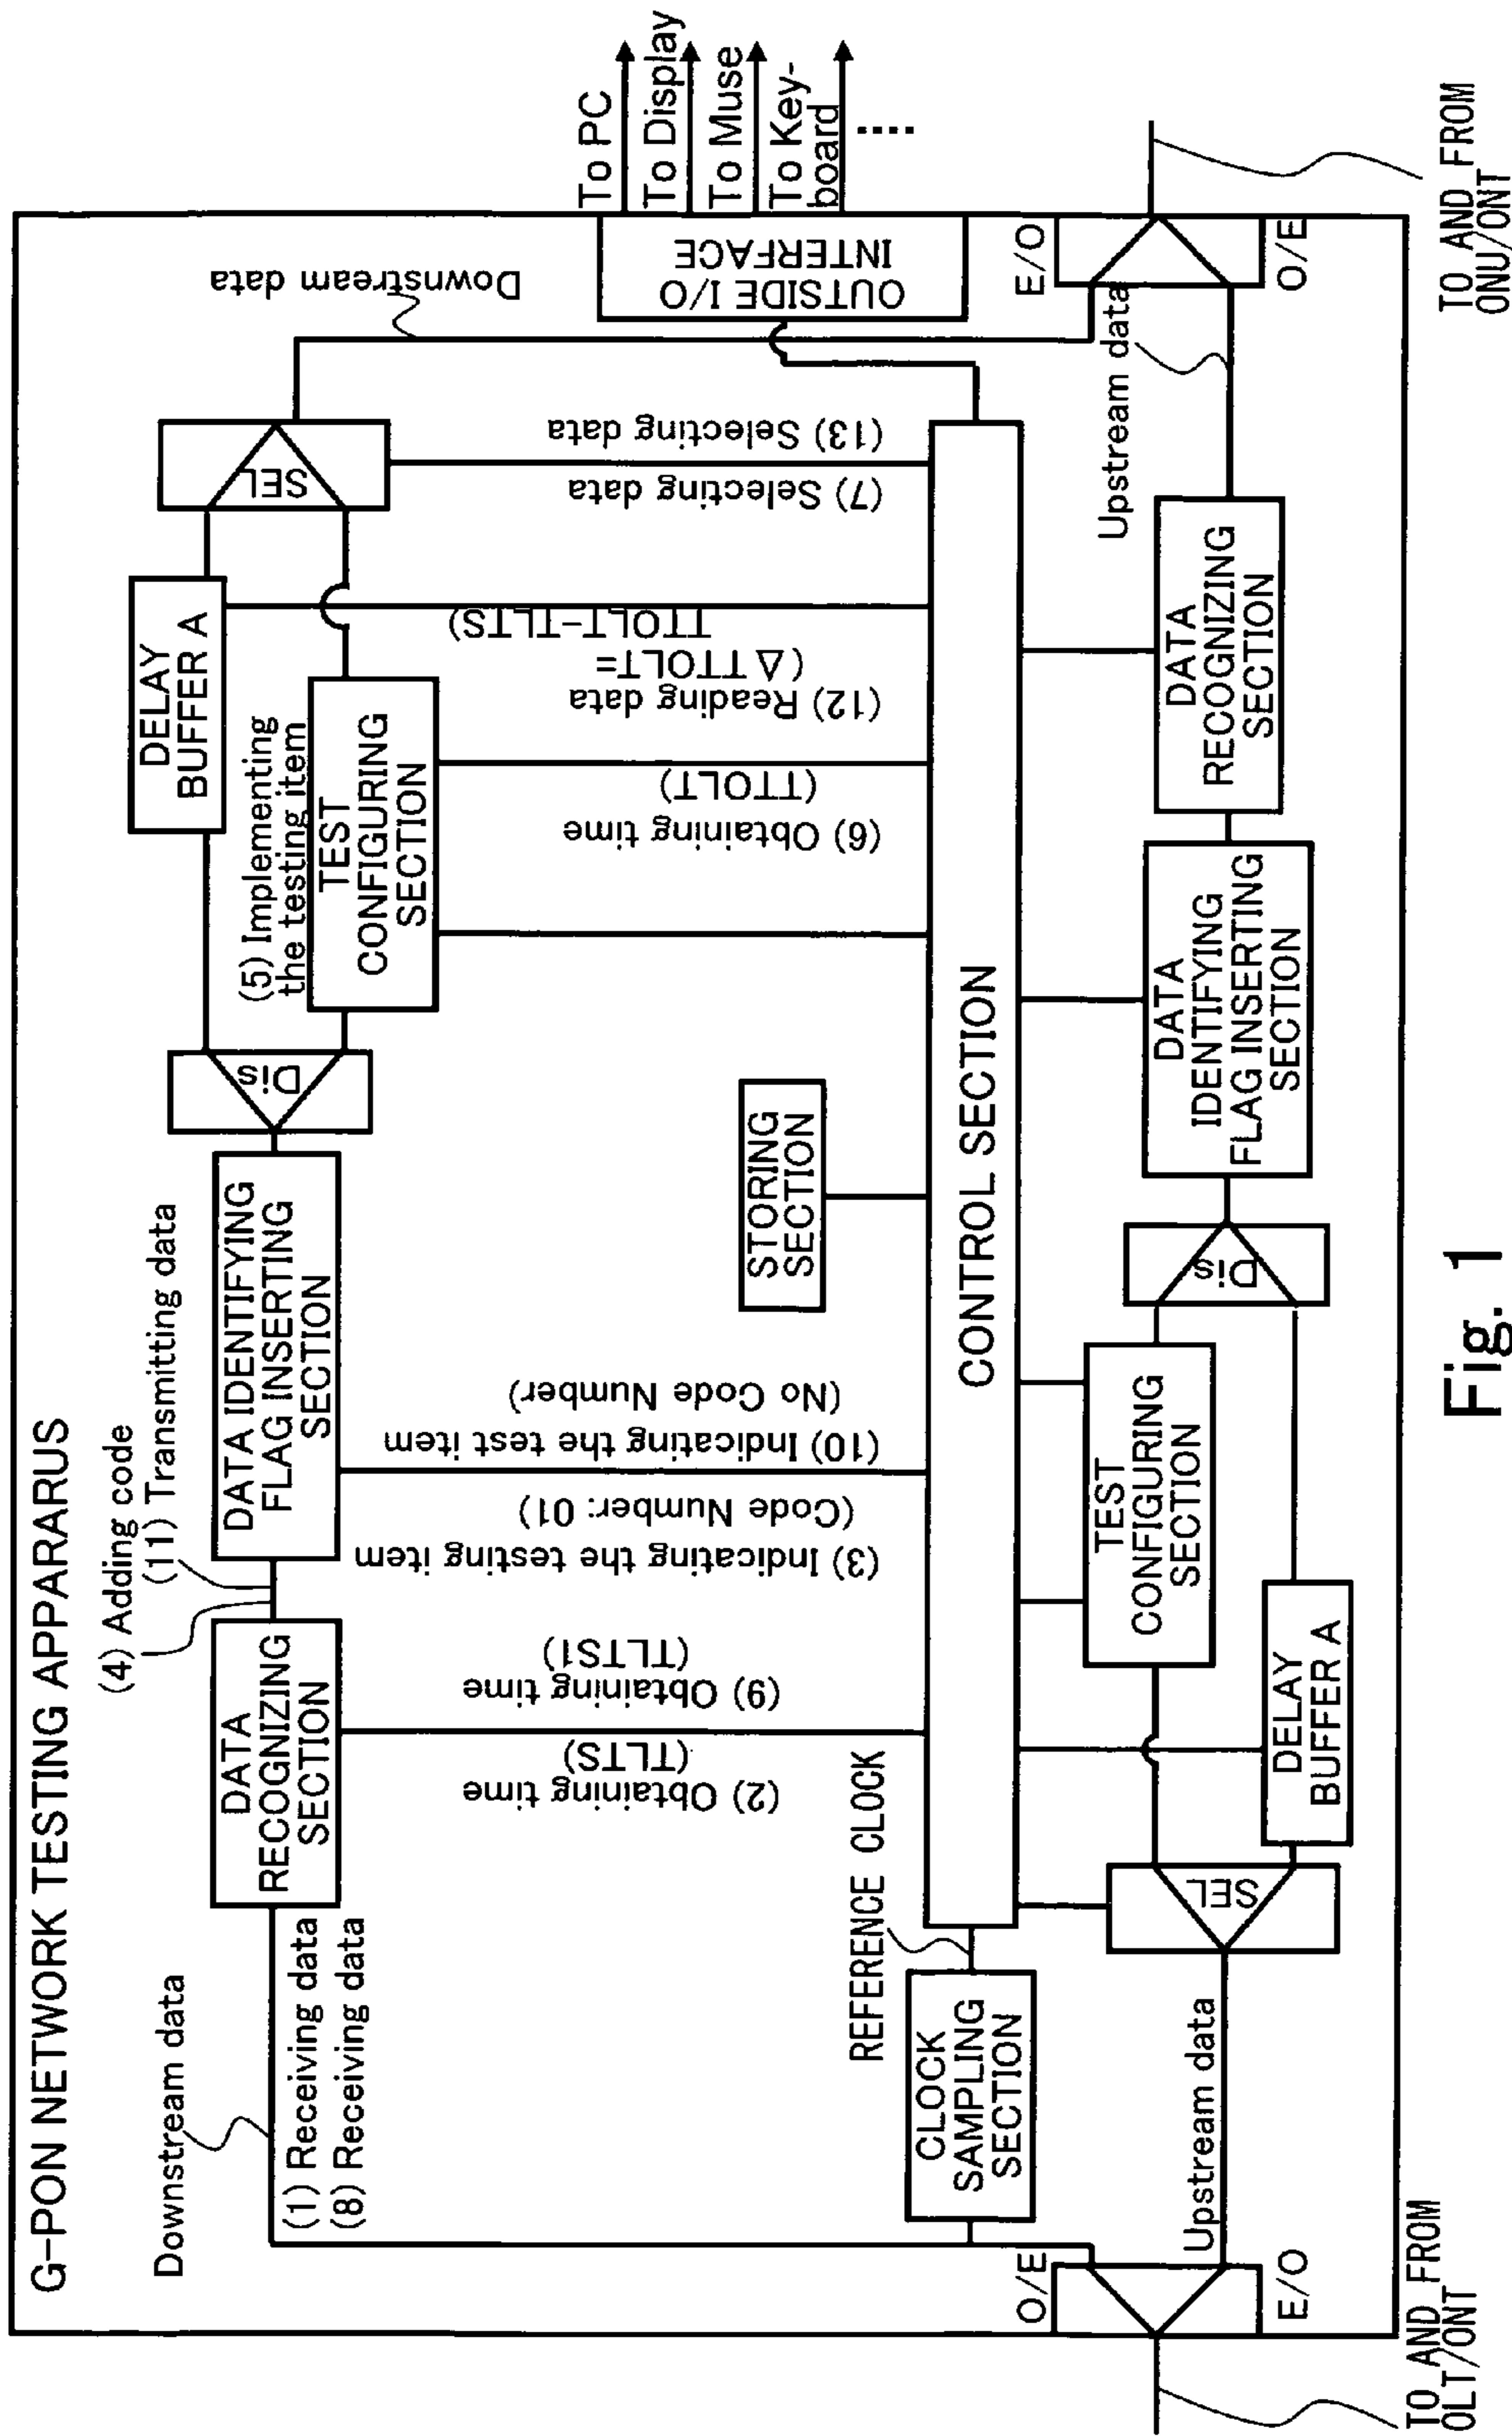 G-PON NETWORK TESTING APPARARUS
Downstream data
(1) Receiving data
(8) Receiving data
DATA
RECOGNIZING
SECTION
(4) Adding code
(11) Transmitting data
DATA IDENTIFYING
FLAG INSERTING
SECTION
Dis
DELAY
BUFFER A
(5) Implementing
the testing item
TEST
CONFIGURING
SECTION
SEL
Downstream data
(2) Obtaining time
(TLTS)
(9) Obtaining time
(TLTS1)
(3) Indicating the testing item
(Code Number: 01)
(10) Indicating the test item
(No Code Number)
STORING
SECTION
(6) Obtaining time
(TTOLT)
(12) Reading data
(Δ TTOLT=
TTOLT-TLTS)
(7) Selecting data
(13) Selecting data
OUTSIDE I/O
INTERFACE
To PC
To Display
To Muse
To Key-
board
....
REFERENCE CLOCK
CLOCK
SAMPLING
SECTION
CONTROL SECTION
O/E
E/O
TO AND FROM
OLT/ONT
Upstream data
SEL
TEST
CONFIGURING
SECTION
DELAY
BUFFER A
Dis
DATA
IDENTIFYING
FLAG INSERTING
SECTION
DATA
RECOGNIZING
SECTION
Upstream data
E/O
O/E
TO AND FROM
ONU/ONT
Fig. 1